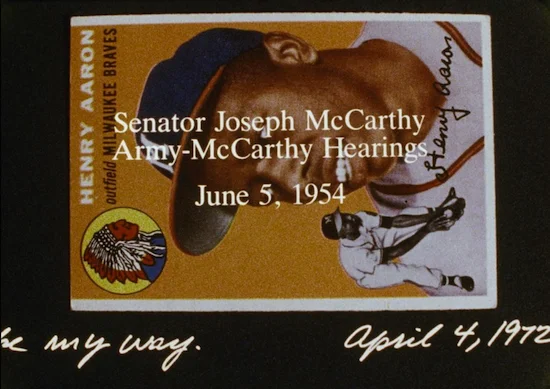 HENRY AARON
outfield MILWAUKEE BRAVES
Henry Aaron
Senator Joseph McCarthy
Army-McCarthy Hearings
June 5, 1954
my way.
April 4, 1972